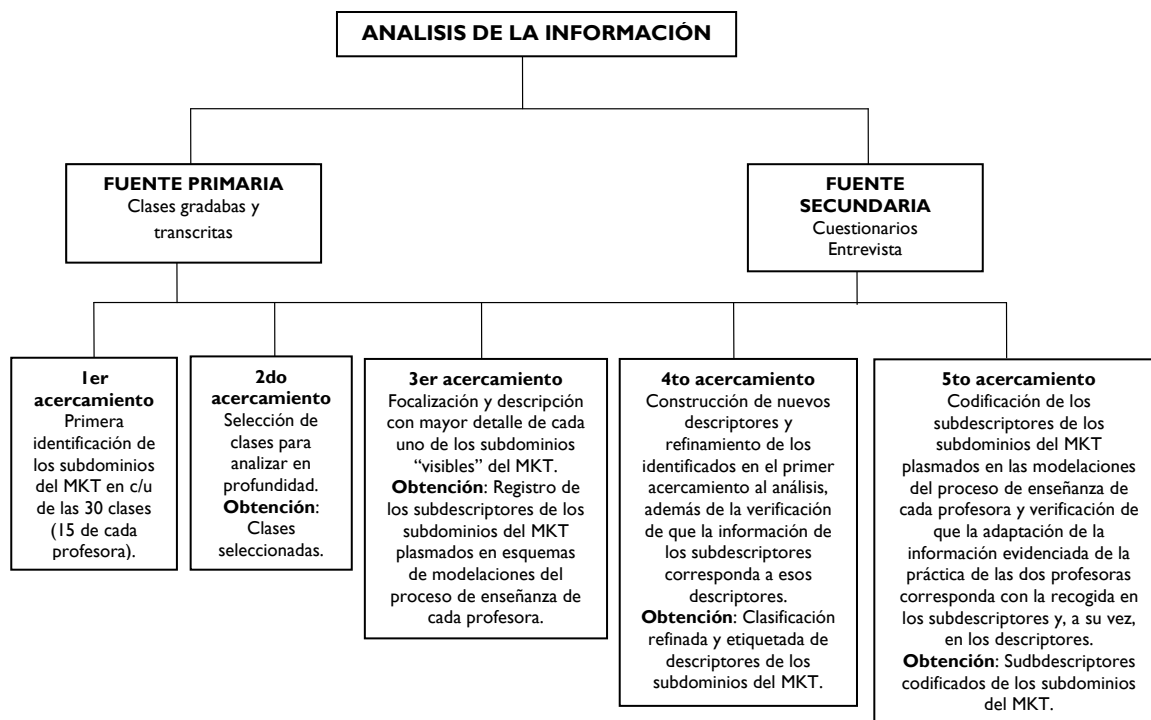 ANALISIS DE LA INFORMACIÓN
FUENTE PRIMARIA
Clases gradabas y
transcritas
FUENTE
SECUNDARIA
Cuestionarios
Entrevista
1er
acercamiento
Primera
identificación de
los subdominios
del MKT en c/u
de las 30 clases
(15 de cada
profesora).
2do
acercamiento
Selección de
clases para
analizar en
profundidad.
Obtención:
Clases
seleccionadas.
3er acercamiento
Focalización y descripción
con mayor detalle de cada
uno de los subdominios
“visibles” del MKT.
Obtención: Registro de
los subdescriptores de los
subdominios del MKT
plasmados en esquemas
de modelaciones del
proceso de enseñanza de
cada profesora.
4to acercamiento
Construcción de nuevos
descriptores y
refinamiento de los
identificados en el primer
acercamiento al análisis,
además de la verificación
de que la información de
los subdescriptores
corresponda a esos
descriptores.
Obtención: Clasificación
refinada y etiquetada de
descriptores de los
subdominios del MKT.
5to acercamiento
Codificación de los
subdescriptores de los
subdominios del MKT
plasmados en las modelaciones
del proceso de enseñanza de
cada profesora y verificación de
que la adaptación de la
información evidenciada de la
práctica de las dos profesoras
corresponda con la recogida en
los subdescriptores y, a su vez,
en los descriptores.
Obtención: Sudbdescriptores
codificados de los subdominios
del MKT.